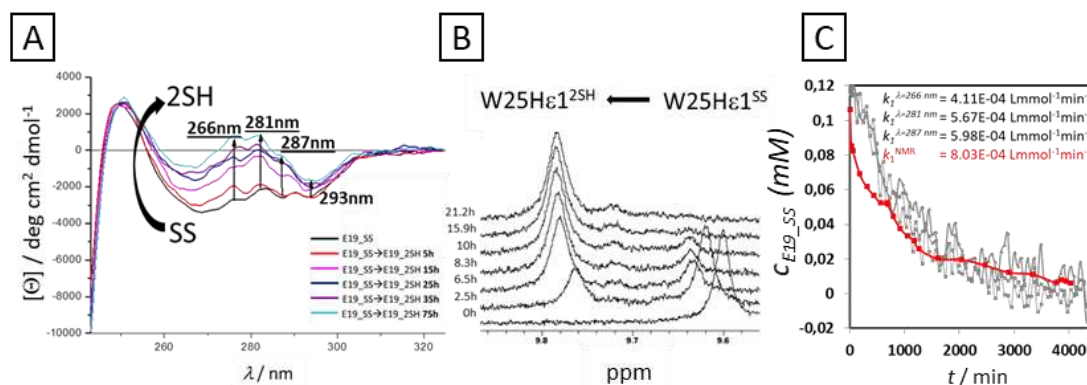 A
4000
2000
0
-2000
-4000
-6000
-8000
-10000
260
280
300
320
[Θ] / deg cm² dmol⁻¹
λ / nm
2SH
SS
266nm
281nm
287nm
293nm
E19_SS
E19_SS→E19_2SH 5h
E19_SS→E19_2SH 15h
E19_SS→E19_2SH 25h
E19_SS→E19_2SH 35h
E19_SS→E19_2SH 75h
B
W25Hε1²ˢᴴ ← W25Hε1ˢˢ
21.2h
15.9h
10h
8.3h
6.5h
2.5h
0h
9.8
9.7
9.6
ppm
C
0,12
0,1
0,08
0,06
0,04
0,02
0
-0,02
C E19_SS (mM)
k₁ λ=266 nm = 4.11E-04 Lmmol⁻¹min⁻¹
k₁ λ=281 nm = 5.67E-04 Lmmol⁻¹min⁻¹
k₁ λ=287 nm = 5.98E-04 Lmmol⁻¹min⁻¹
k₁ NMR = 8.03E-04 Lmmol⁻¹min⁻¹
0
1000
2000
3000
4000
t / min